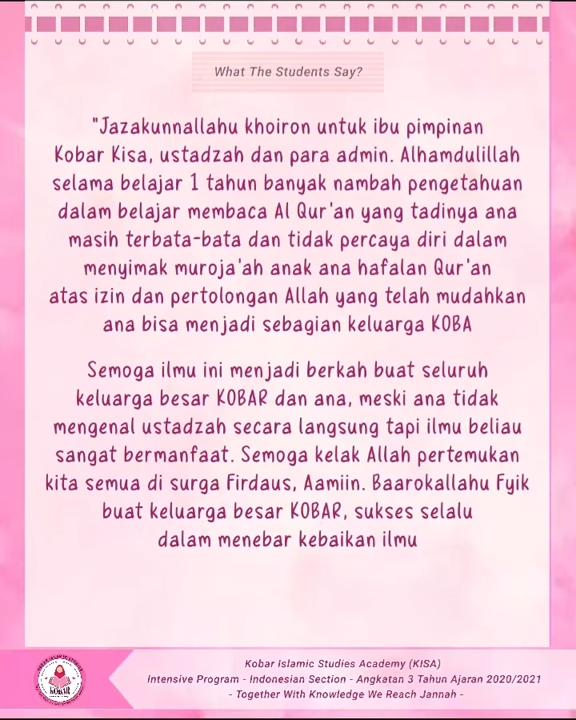 What The Students Say?
"Jazakunnallahu khoiron untuk ibu pimpinan
Kobar Kisa, ustadzah dan para admin. Alhamdulillah
selama belajar 1 tahun banyak nambah pengetahuan
dalam belajar membaca Al Qur'an yang tadinya ana
masih terbata-bata dan tidak percaya diri dalam
menyimak muroja'ah anak ana hafalan Qur'an
atas izin dan pertolongan Allah yang telah mudahkan
ana bisa menjadi sebagian keluarga KOBA
Semoga ilmu ini menjadi berkah buat seluruh
keluarga besar KOBAR dan ana, meski ana tidak
mengenal ustadzah secara langsung tapi ilmu beliau
sangat bermanfaat. Semoga kelak Allah pertemukan
kita semua di surga Firdaus, Aamiin. Baarokallahu Fyik
buat keluarga besar KOBAR, sukses selalu
dalam menebar kebaikan ilmu
KOBAR
Kobar Islamic Studies Academy (KISA)
Intensive Program - Indonesian Section - Angkatan 3 Tahun Ajaran 2020/2021
- Together With Knowledge We Reach Jannah -